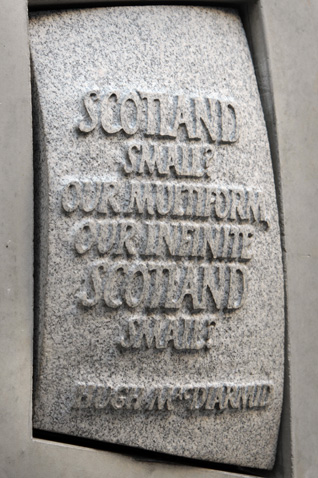 SCOTLAND
SMALL?
OUR MULTIFORM,
OUR INFINITE
SCOTLAND
SMALL?
HUGH MACDIARMID